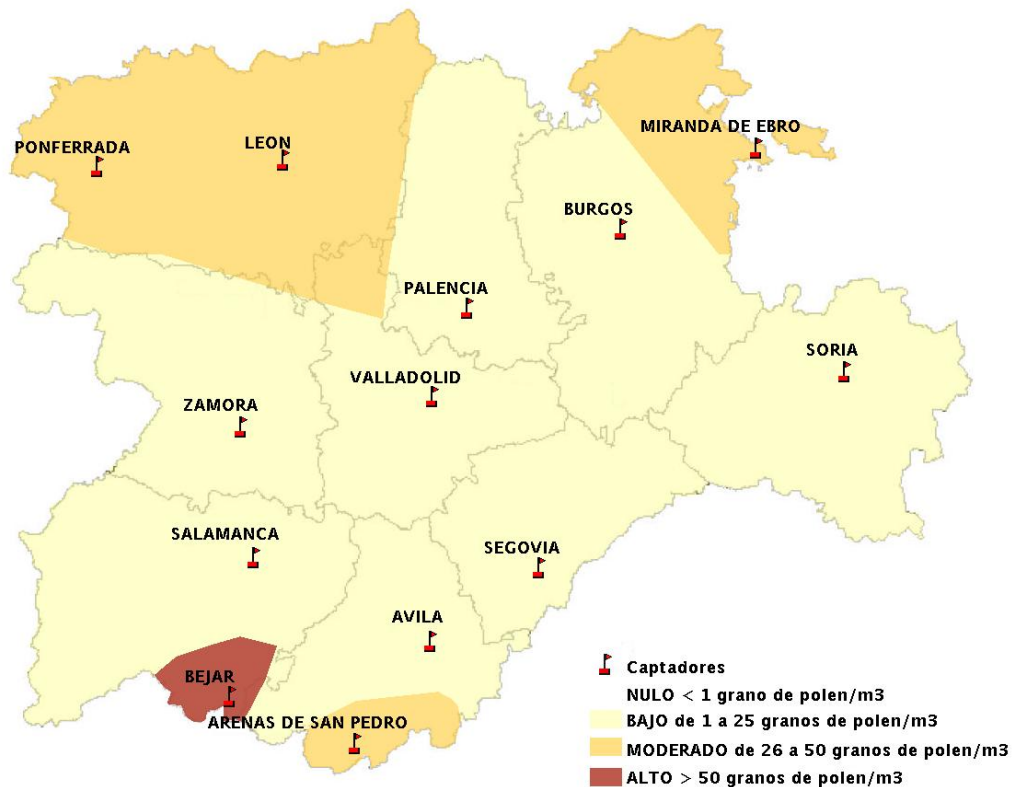 MIRANDA DE EBRO
PONFERRADA
LEON
BURGOS
PALENCIA
SORIA
VALLADOLID
ZAMORA
SALAMANCA
SEGOVIA
AVILA
BEJAR
ARENAS DE SAN PEDRO
Captadores
NULO < 1 grano de polen/m3
BAJO de 1 a 25 granos de polen/m3
MODERADO de 26 a 50 granos de polen/m3
ALTO > 50 granos de polen/m3